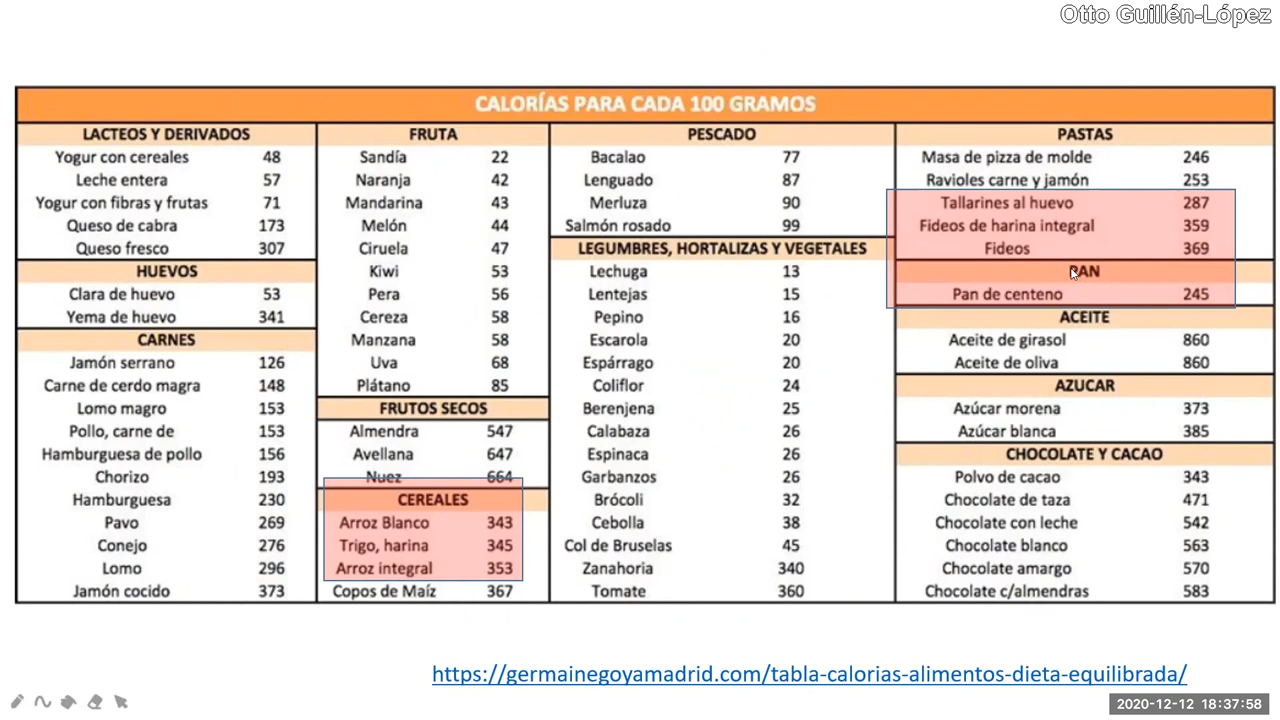 Otto Guillén-López
CALORÍAS PARA CADA 100 GRAMOS
LACTEOS Y DERIVADOS
Yogur con cereales 48
Leche entera 57
Yogur con fibras y frutas 71
Queso de cabra 173
Queso fresco 307
HUEVOS
Clara de huevo 53
Yema de huevo 341
CARNES
Jamón serrano 126
Carne de cerdo magra 148
Lomo magro 153
Pollo, carne de 153
Hamburguesa de pollo 156
Chorizo 193
Hamburguesa 230
Pavo 269
Conejo 276
Lomo 296
Jamón cocido 373
FRUTA
Sandía 22
Naranja 42
Mandarina 43
Melón 44
Ciruela 47
Kiwi 53
Pera 56
Cereza 58
Manzana 58
Uva 68
Plátano 85
FRUTOS SECOS
Almendra 547
Avellana 647
Nuez 664
CEREALES
Arroz Blanco 343
Trigo, harina 345
Arroz integral 353
Copos de Maíz 367
PESCADO
Bacalao 77
Lenguado 87
Merluza 90
Salmón rosado 99
LEGUMBRES, HORTALIZAS Y VEGETALES
Lechuga 13
Lentejas 15
Pepino 16
Escarola 20
Espárrago 20
Coliflor 24
Berenjena 25
Calabaza 26
Espinaca 26
Garbanzos 26
Brócoli 32
Cebolla 38
Col de Bruselas 45
Zanahoria 340
Tomate 360
PASTAS
Masa de pizza de molde 246
Ravioles carne y jamón 253
Tallarines al huevo 287
Fideos de harina integral 359
Fideos 369
PAN
Pan de centeno 245
ACEITE
Aceite de girasol 860
Aceite de oliva 860
AZUCAR
Azúcar morena 373
Azúcar blanca 385
CHOCOLATE Y CACAO
Polvo de cacao 343
Chocolate de taza 471
Chocolate con leche 542
Chocolate blanco 563
Chocolate amargo 570
Chocolate c/almendras 583
https://germainegoyamadrid.com/tabla-calorias-alimentos-dieta-equilibrada/
2020-12-12 18:37:58